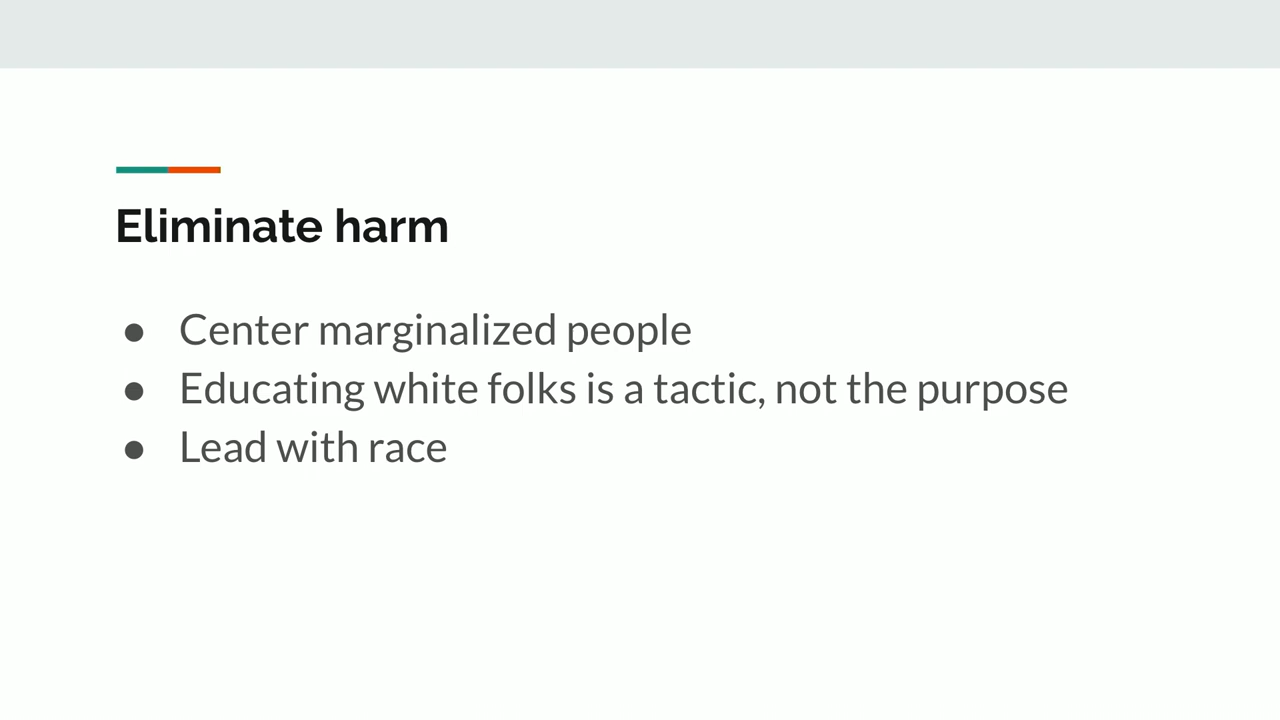 Eliminate harm
● Center marginalized people
● Educating white folks is a tactic, not the purpose
● Lead with race